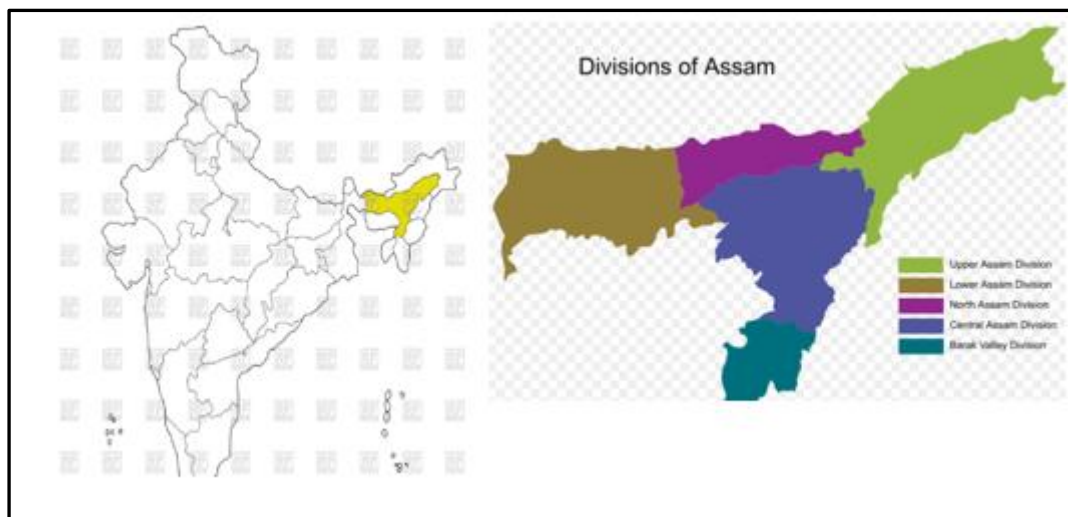 Divisions of Assam
Upper Assam Division
Lower Assam Division
North Assam Division
Central Assam Division
Barak Valley Division